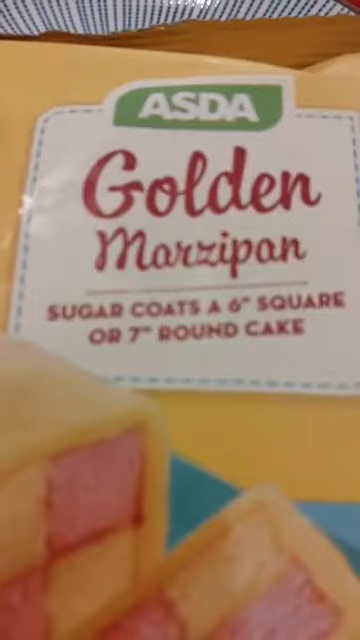 ASDA
Golden
Marzipan
SUGAR COATS A 6" SQUARE
OR 7" ROUND CAKE